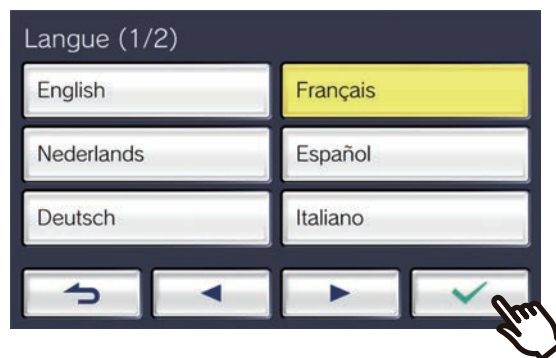 Langue (1/2)
English
Français
Nederlands
Español
Deutsch
Italiano